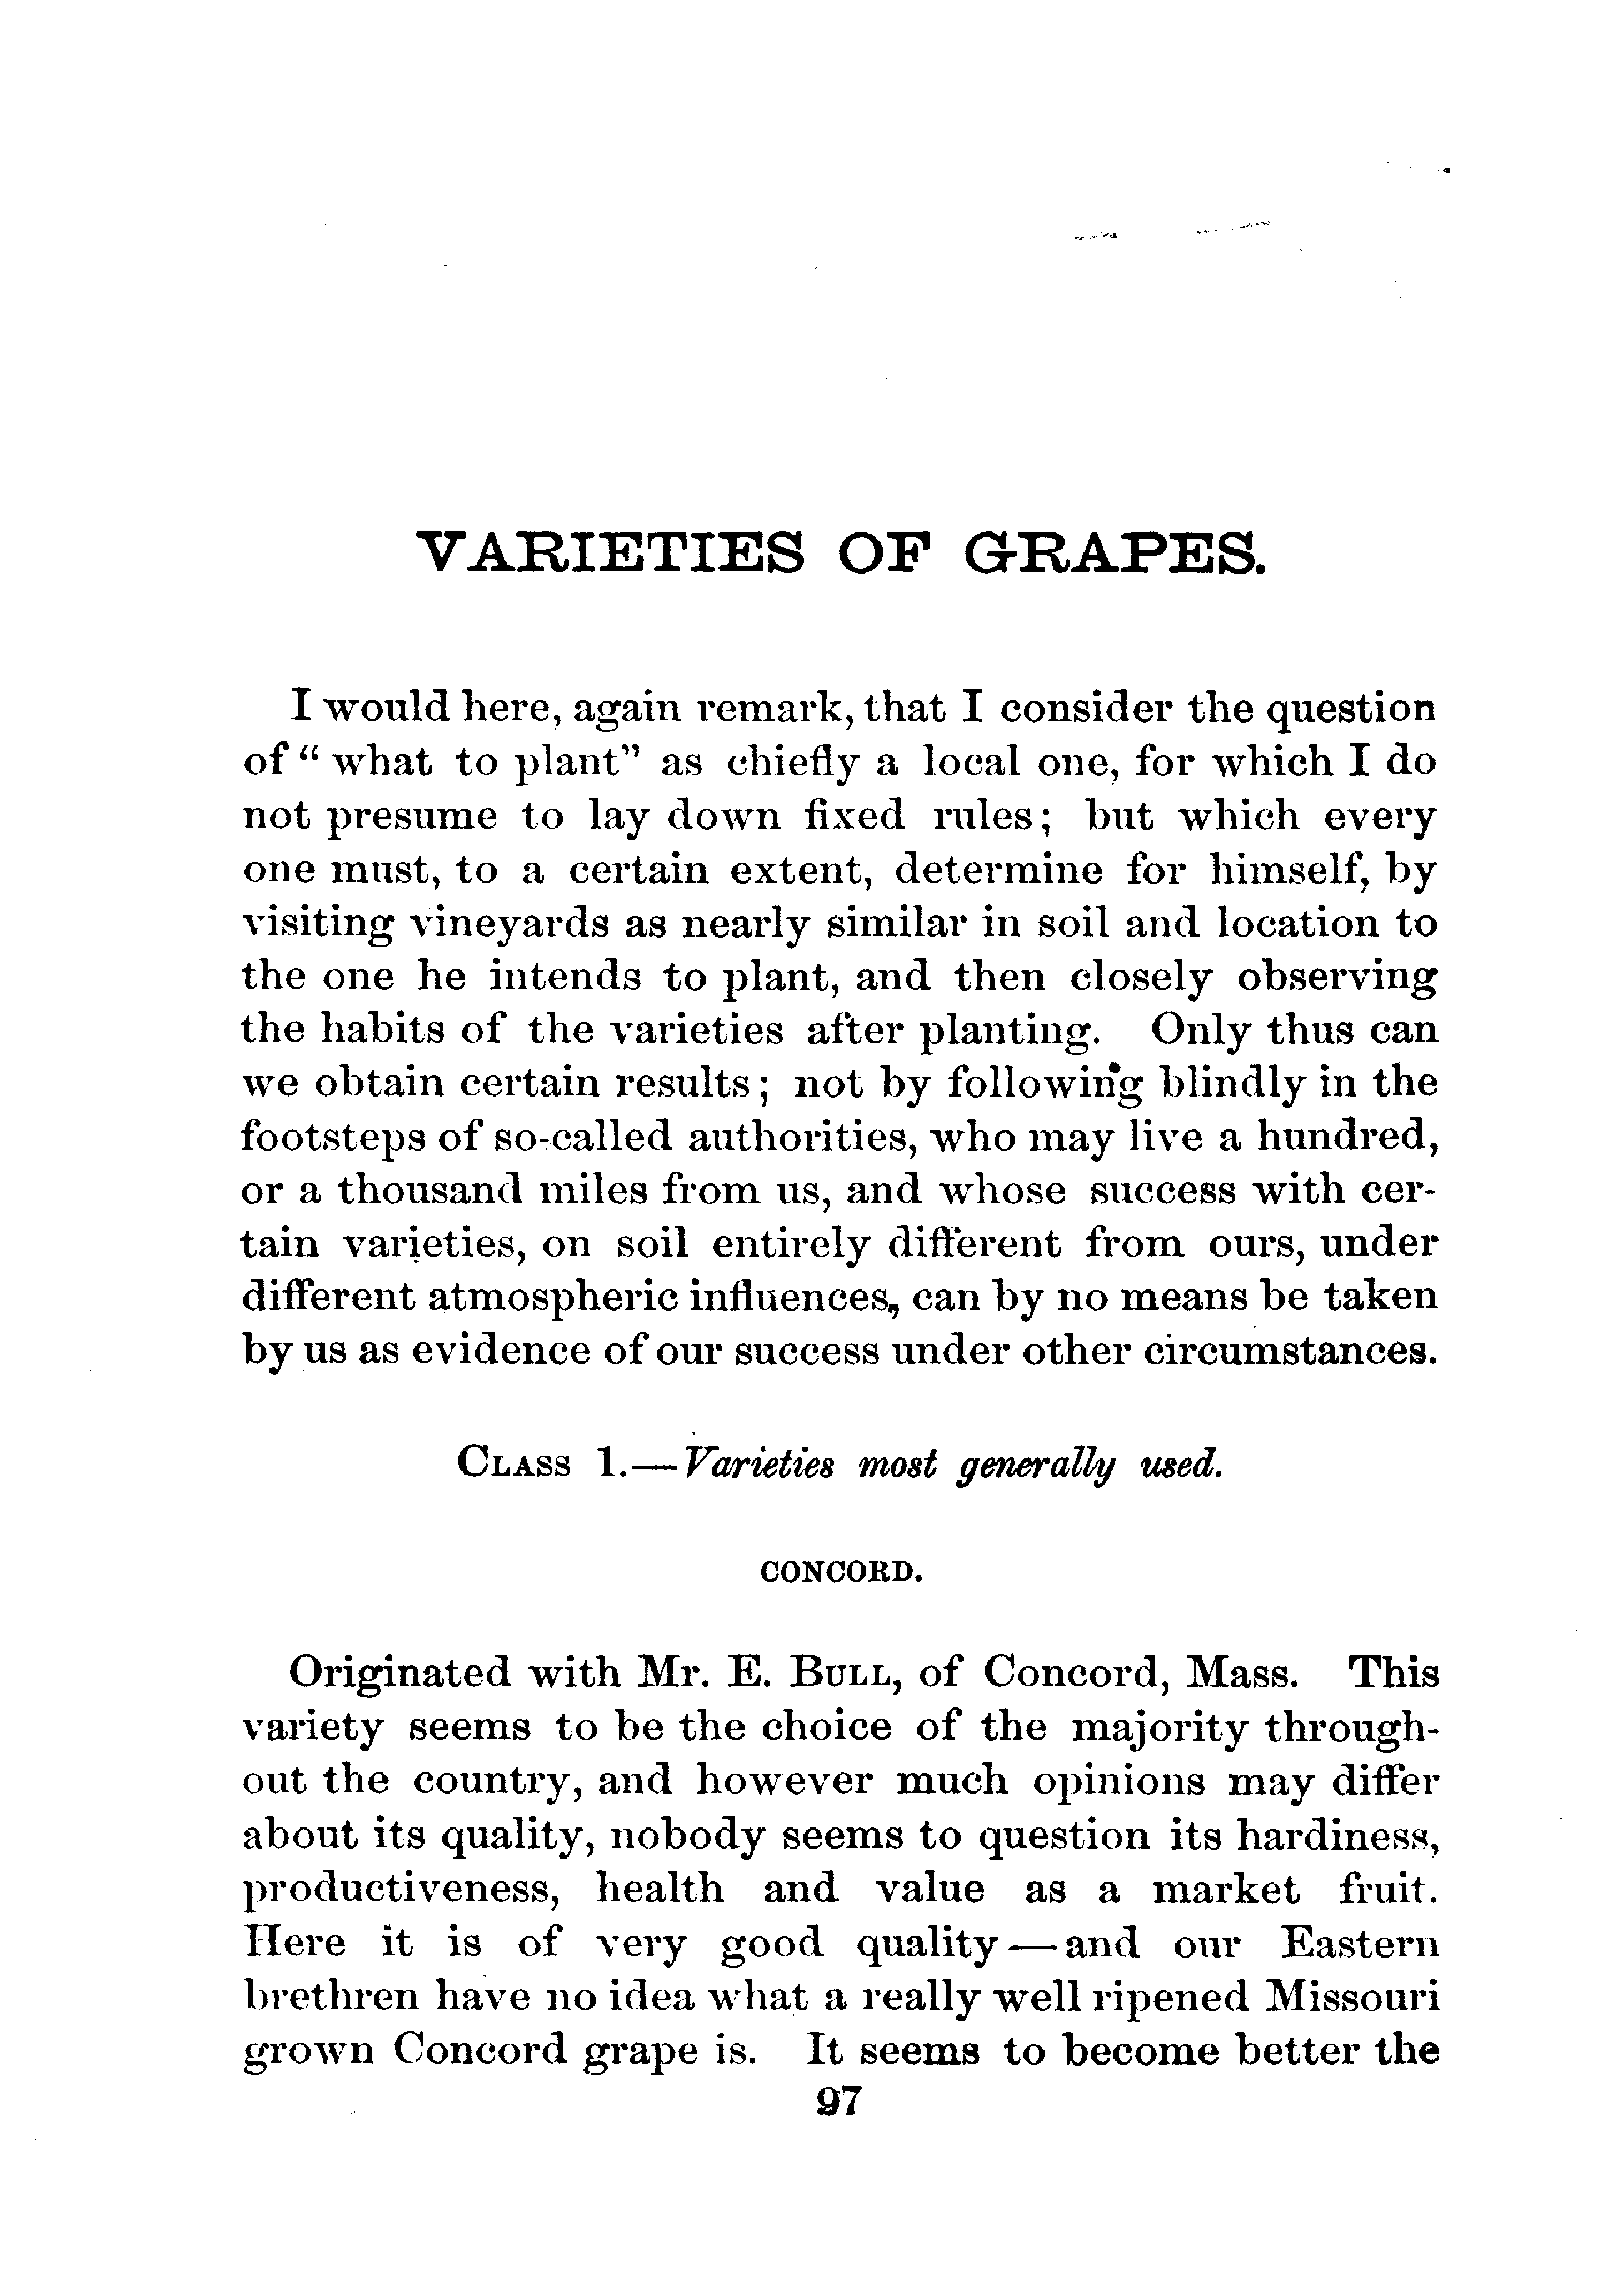 VARIETIES OF GRAPES.
I would here, again remark, that I consider the question
of "what to plant" as chiefly a local one, for which I do
not presume to lay down fixed rules; but which every
one must, to a certain extent, determine for himself, by
visiting vineyards as nearly similar in soil and location to
the one he intends to plant, and then closely observing
the habits of the varieties after planting. Only thus can
we obtain certain results; not by following blindly in the
footsteps of so-called authorities, who may live a hundred,
or a thousand miles from us, and whose success with cer-
tain varieties, on soil entirely different from ours, under
different atmospheric influences, can by no means be taken
by us as evidence of our success under other circumstances.
CLASS 1.—Varieties most generally used.
CONCORD.
Originated with Mr. E. BULL, of Concord, Mass. This
variety seems to be the choice of the majority through-
out the country, and however much opinions may differ
about its quality, nobody seems to question its hardiness,
productiveness, health and value as a market fruit.
Here it is of very good quality—and our Eastern
brethren have no idea what a really well ripened Missouri
grown Concord grape is. It seems to become better the
97